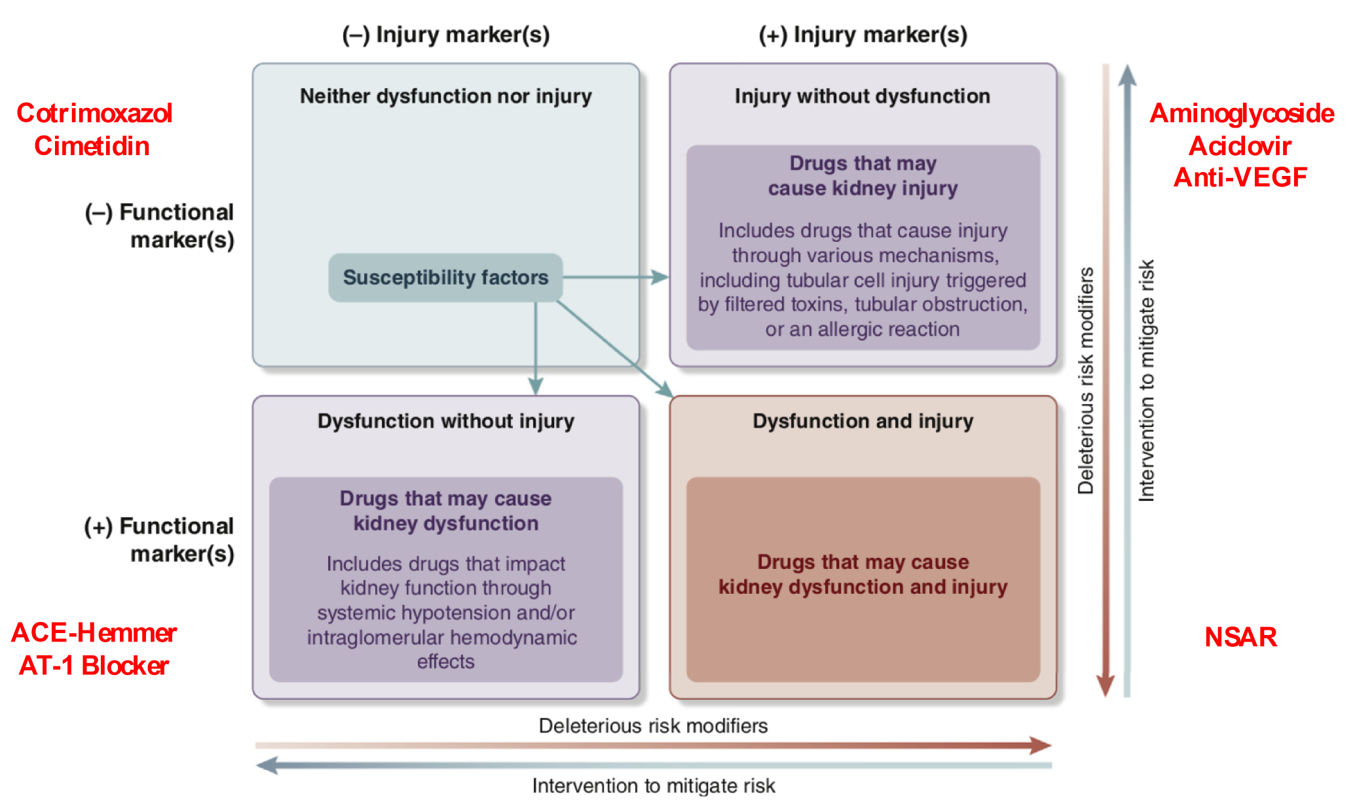 (–) Injury marker(s)
(+) Injury marker(s)
Cotrimoxazol
Cimetidin
(–) Functional
marker(s)
Neither dysfunction nor injury
Susceptibility factors
Injury without dysfunction
Drugs that may
cause kidney injury
Includes drugs that cause injury
through various mechanisms,
including tubular cell injury triggered
by filtered toxins, tubular obstruction,
or an allergic reaction
Aminoglycoside
Aciclovir
Anti-VEGF
(+) Functional
marker(s)
ACE-Hemmer
AT-1 Blocker
Dysfunction without injury
Drugs that may cause
kidney dysfunction
Includes drugs that impact
kidney function through
systemic hypotension and/or
intraglomerular hemodynamic
effects
Dysfunction and injury
Drugs that may cause
kidney dysfunction and injury
NSAR
Deleterious risk modifiers
Intervention to mitigate risk
Deleterious risk modifiers
Intervention to mitigate risk